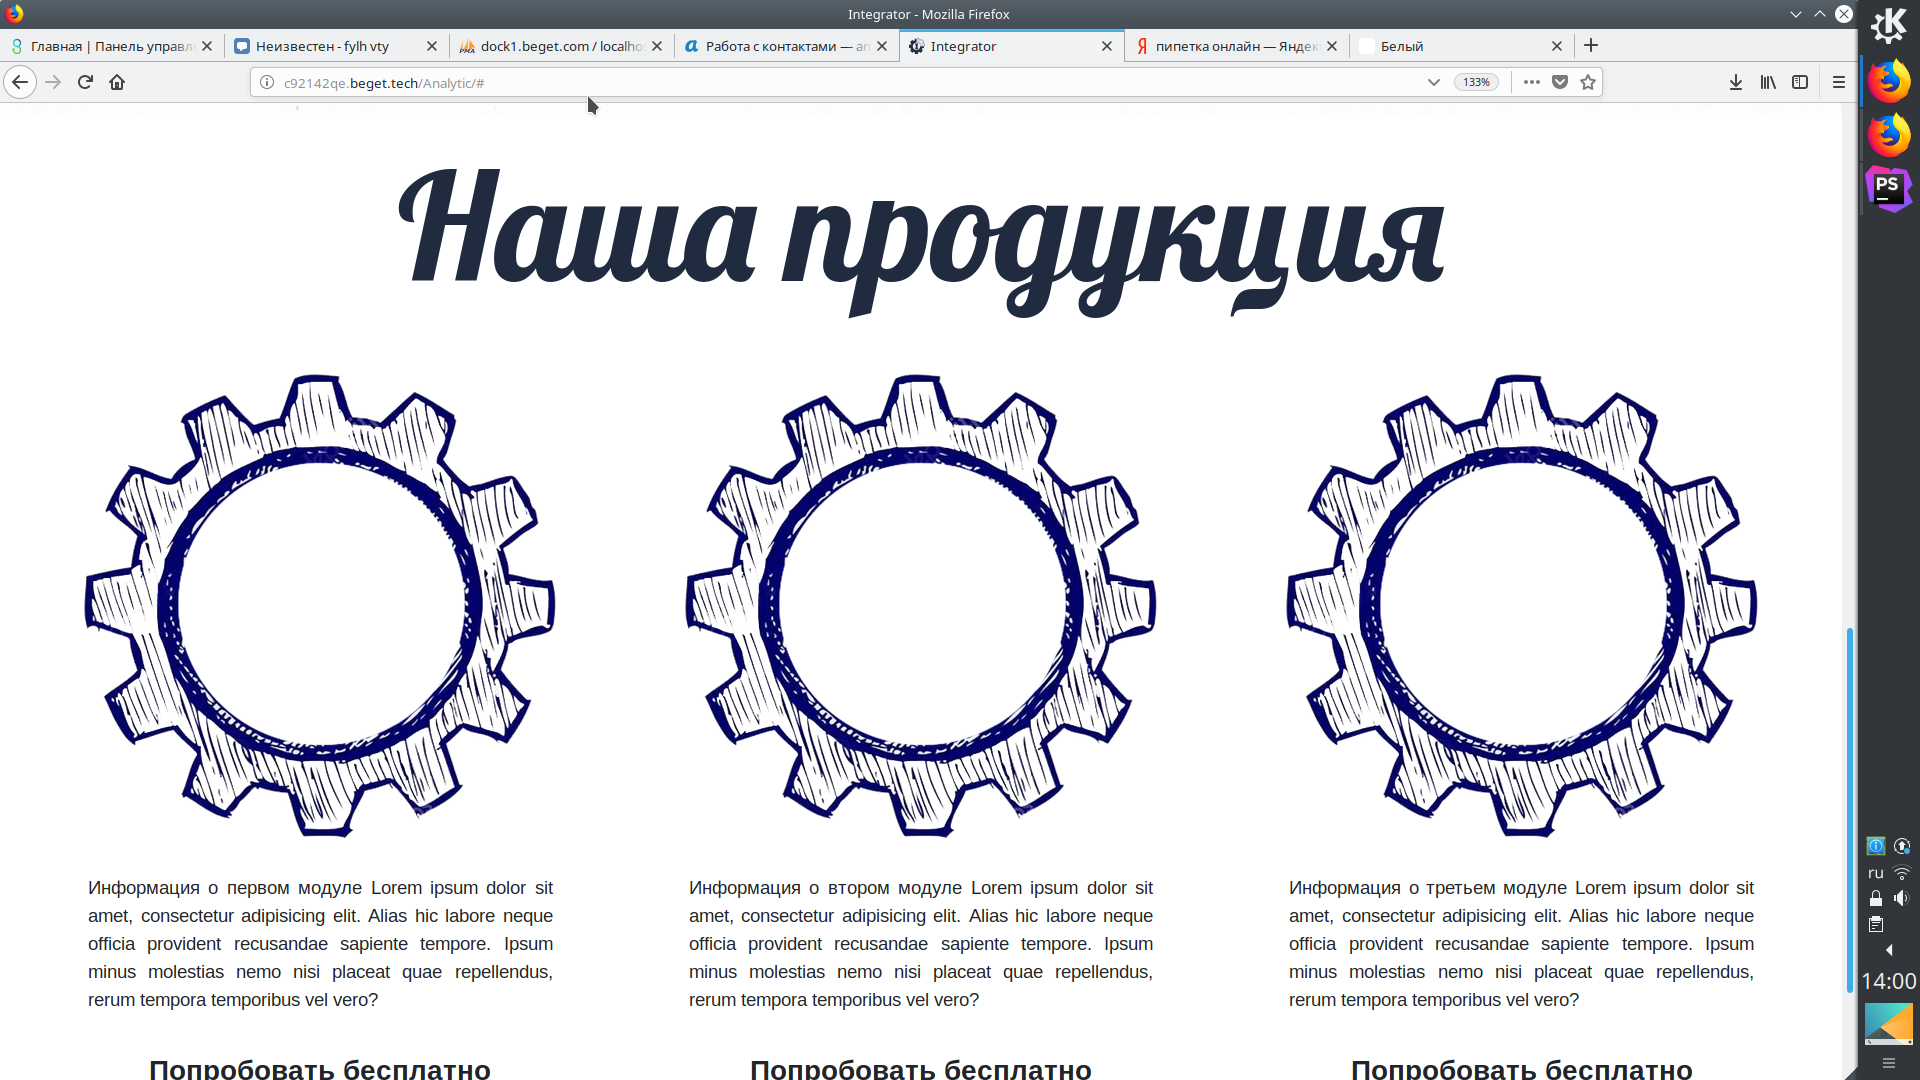 Integrator - Mozilla Firefox
Главная | Панель управл
Неизвестен - fylh vty
dock1.beget.com / localho
Работа с контактами — an
Integrator
пипетка онлайн — Яндек
Белый
c92142qe.beget.tech/Analytic/#
133%
Наша продукция
Информация о первом модуле Lorem ipsum dolor sit
amet, consectetur adipisicing elit. Alias hic labore neque
officia provident recusandae sapiente tempore. Ipsum
minus molestias nemo nisi placeat quae repellendus,
rerum tempora temporibus vel vero?
Информация о втором модуле Lorem ipsum dolor sit
amet, consectetur adipisicing elit. Alias hic labore neque
officia provident recusandae sapiente tempore. Ipsum
minus molestias nemo nisi placeat quae repellendus,
rerum tempora temporibus vel vero?
Информация о третьем модуле Lorem ipsum dolor sit
amet, consectetur adipisicing elit. Alias hic labore neque
officia provident recusandae sapiente tempore. Ipsum
minus molestias nemo nisi placeat quae repellendus,
rerum tempora temporibus vel vero?
Попробовать бесплатно
Попробовать бесплатно
Попробовать бесплатно
PS
ru
14:00